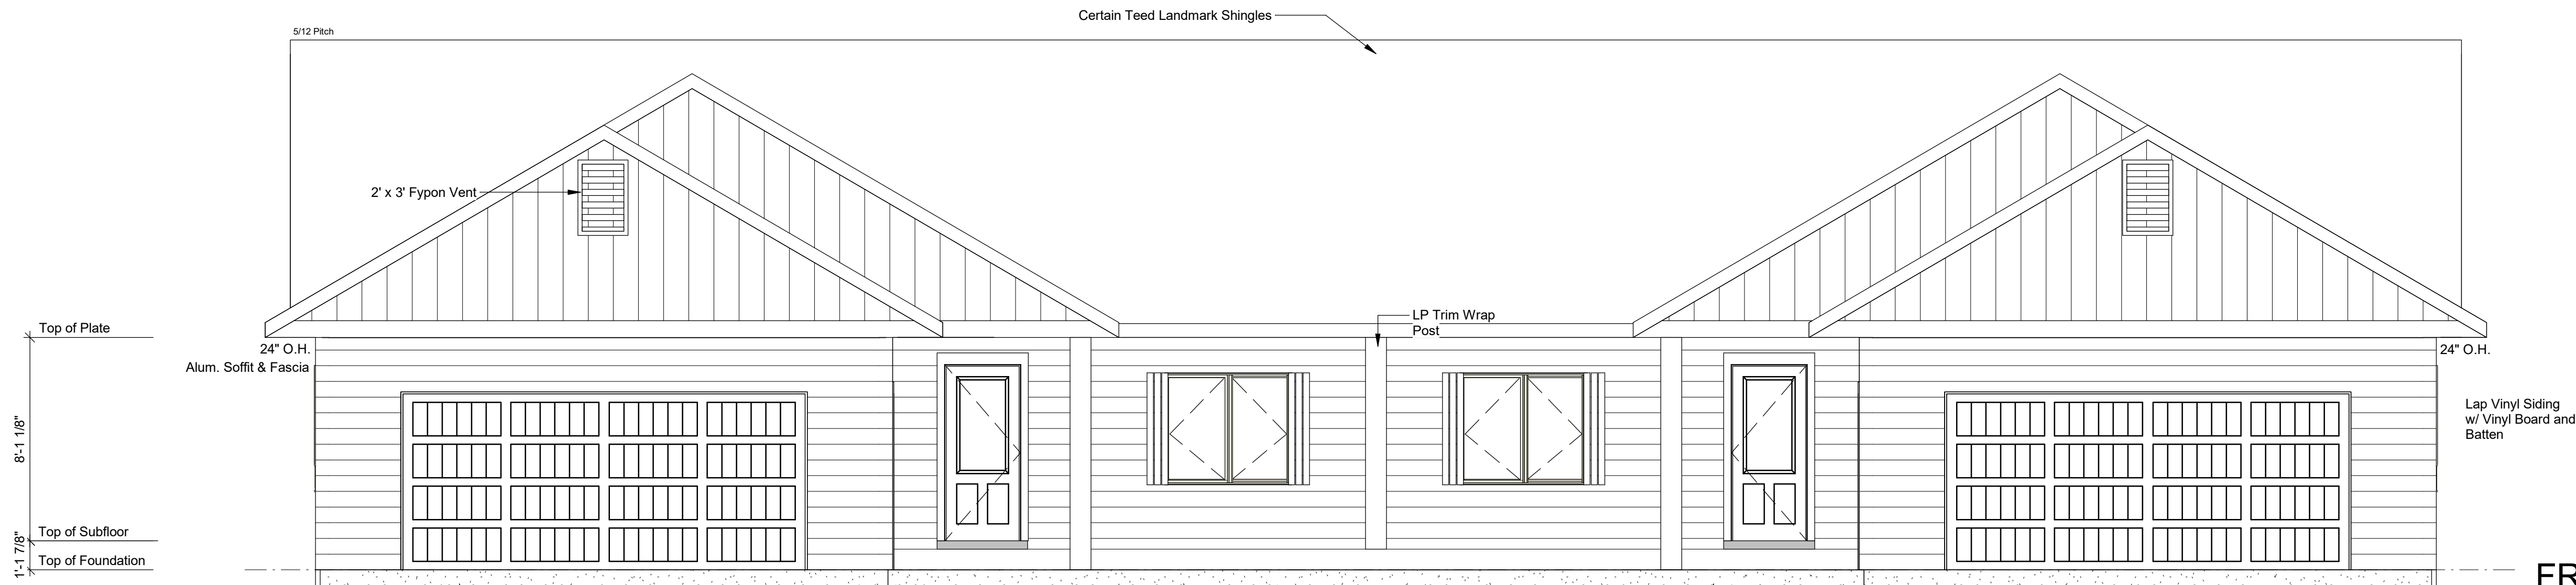 Certain Teed Landmark Shingles
5/12 Pitch
2' x 3' Fypon Vent
LP Trim Wrap
Post
Top of Plate
24" O.H.
Alum. Soffit & Fascia
24" O.H.
8'-1 1/8"
Lap Vinyl Siding
w/ Vinyl Board and
Batten
Top of Subfloor
1'-1 7/8"
Top of Foundation